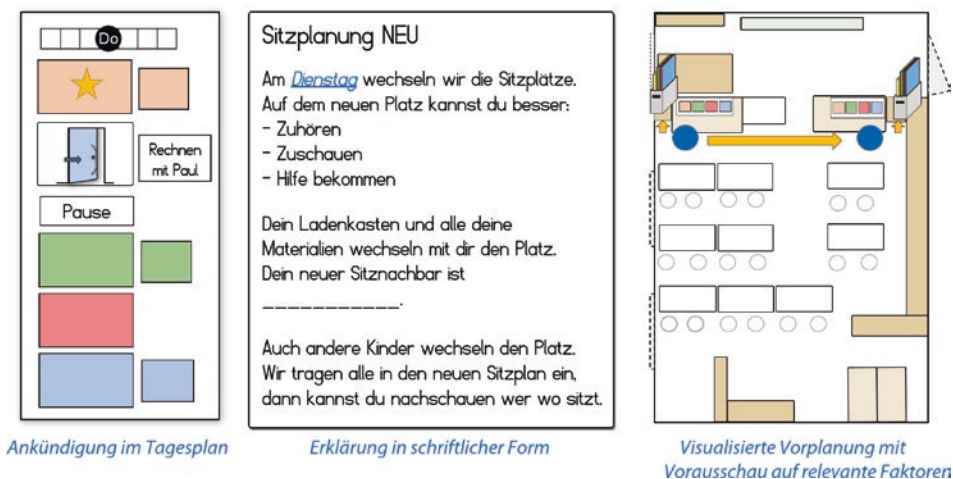 Do
Rechnen
mit Paul
Pause
Ankündigung im Tagesplan
Sitzplanung NEU
Am Dienstag wechseln wir die Sitzplätze.
Auf dem neuen Platz kannst du besser:
- Zuhören
- Zuschauen
- Hilfe bekommen
Dein Ladenkasten und alle deine
Materialien wechseln mit dir den Platz.
Dein neuer Sitznachbar ist
___________.
Auch andere Kinder wechseln den Platz.
Wir tragen alle in den neuen Sitzplan ein,
dann kannst du nachschauen wer wo sitzt.
Erklärung in schriftlicher Form
Visualisierte Vorplanung mit
Vorausschau auf relevante Faktoren